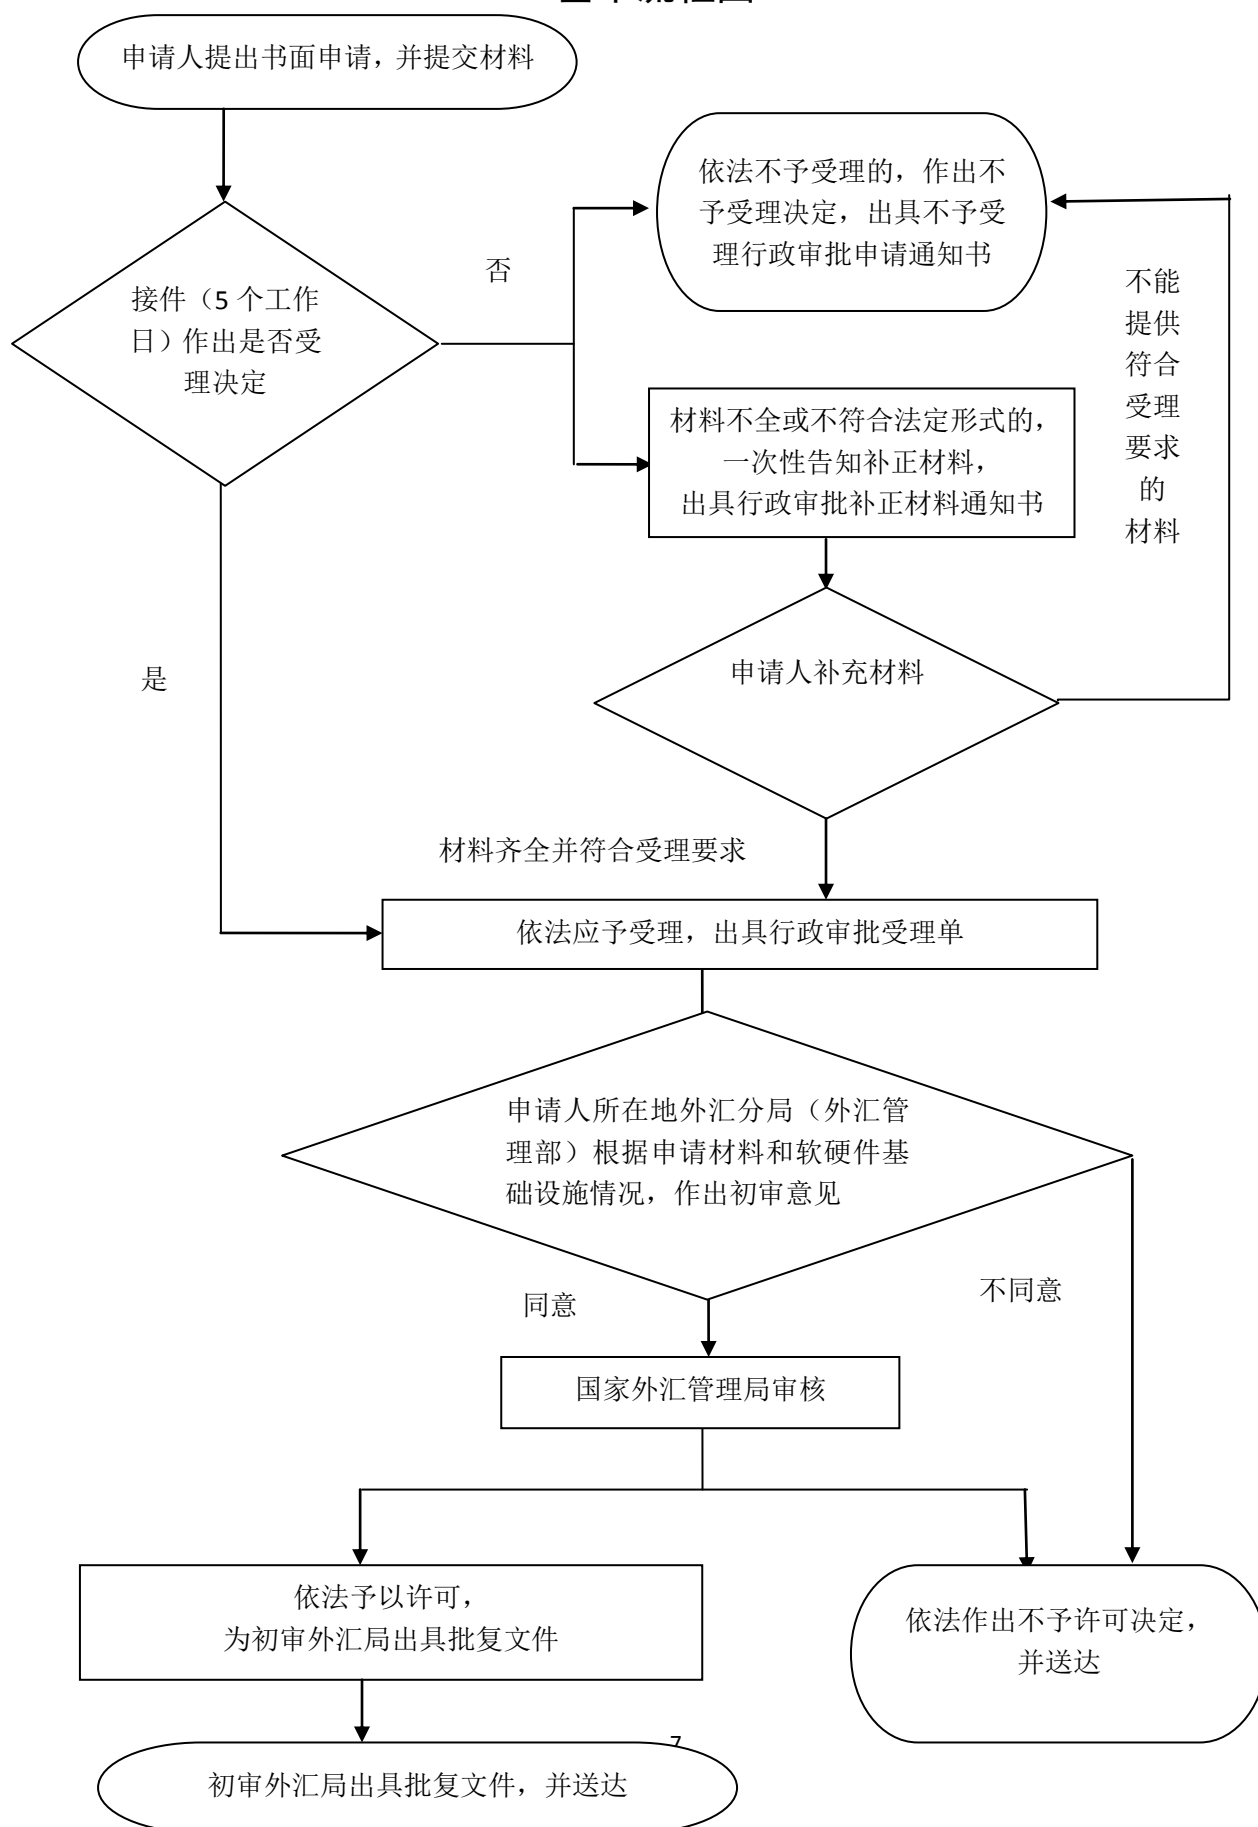 申请人提出书面申请，并提交材料
依法不予受理的，作出不
予受理决定，出具不予受
理行政审批申请通知书
否
接件（5 个工作
日）作出是否受
理决定
不能
提供
符合
受理
要求
的
材料
材料不全或不符合法定形式的，
一次性告知补正材料，
出具行政审批补正材料通知书
是
申请人补充材料
材料齐全并符合受理要求
依法应予受理，出具行政审批受理单
申请人所在地外汇分局（外汇管
理部）根据申请材料和软硬件基
础设施情况，作出初审意见
同意
不同意
国家外汇管理局审核
依法予以许可，
为初审外汇局出具批复文件
依法作出不予许可决定，
并送达
7
初审外汇局出具批复文件，并送达